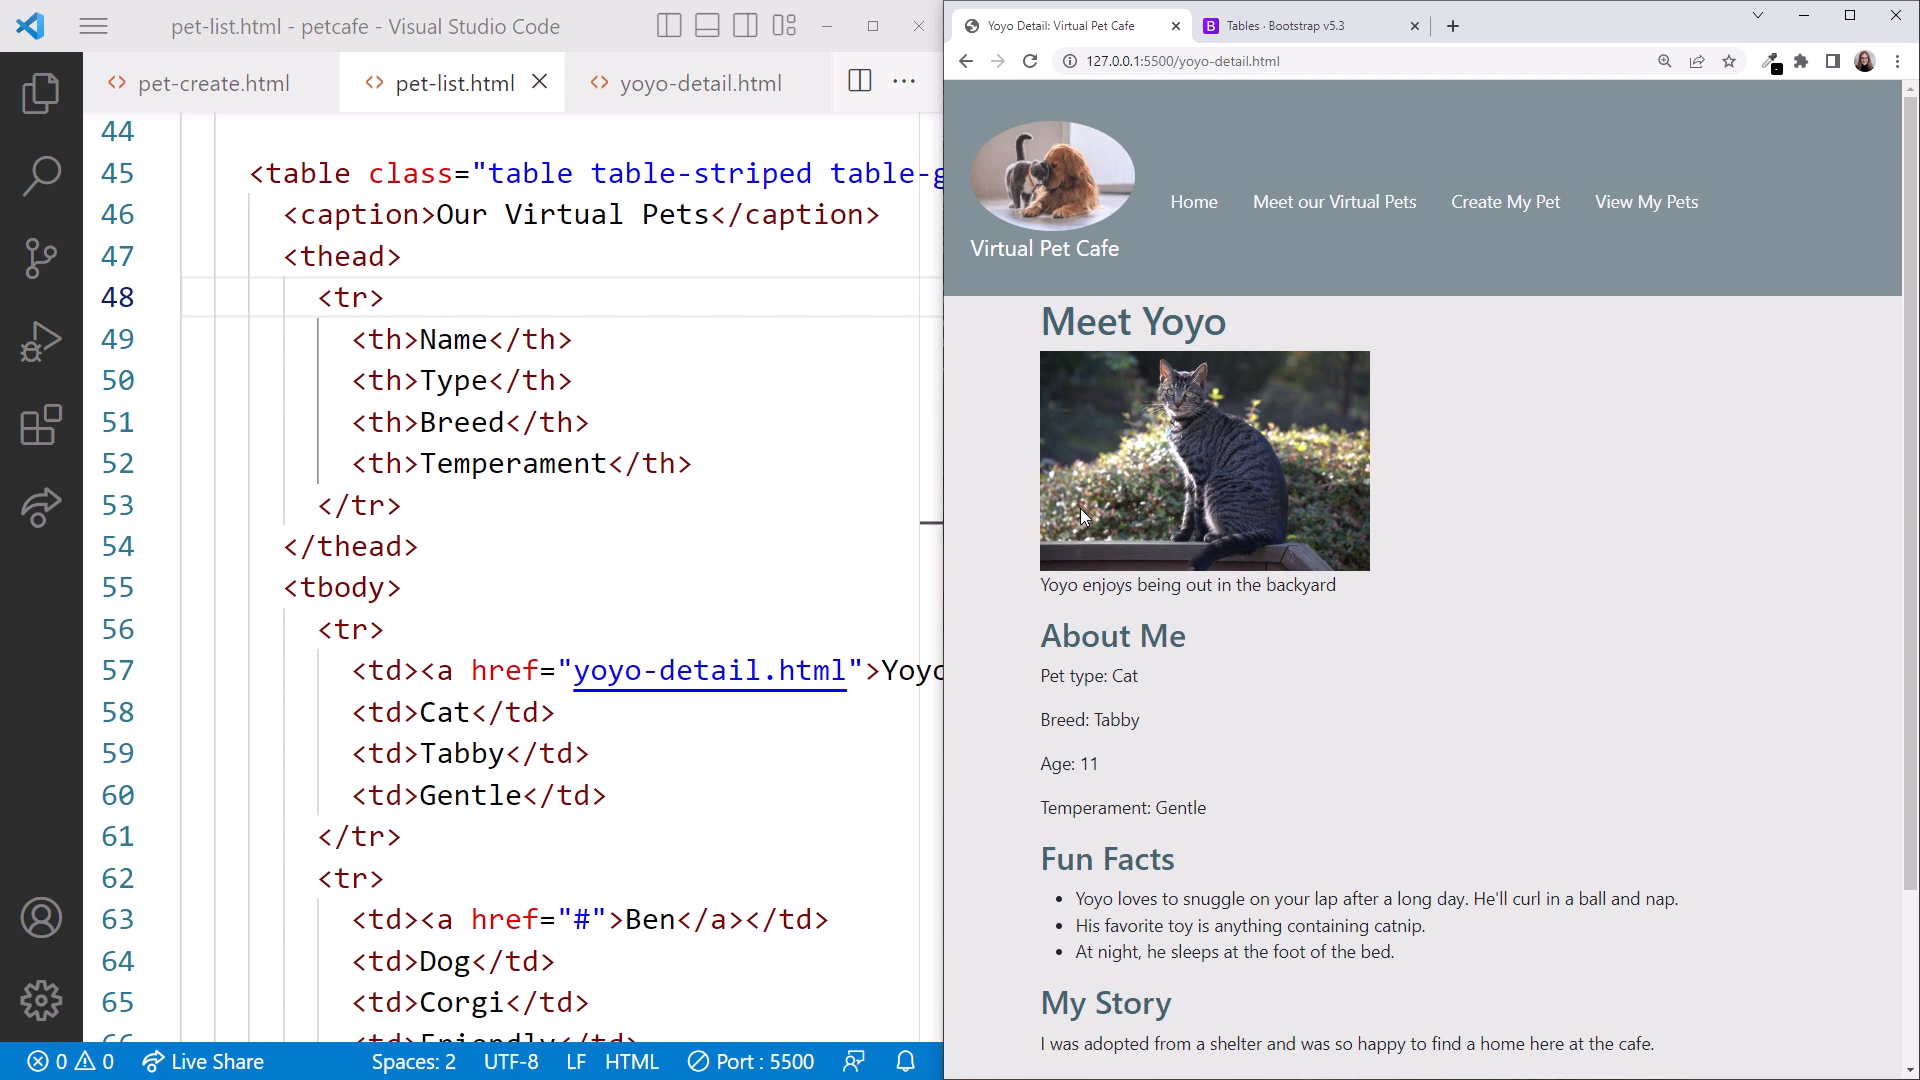 pet-list.html - petcafe - Visual Studio Code
pet-create.html
pet-list.html
yoyo-detail.html
44
45 <table class="table table-striped table-g
46 <caption>Our Virtual Pets</caption>
47 <thead>
48 <tr>
49 <th>Name</th>
50 <th>Type</th>
51 <th>Breed</th>
52 <th>Temperament</th>
53 </tr>
54 </thead>
55 <tbody>
56 <tr>
57 <td><a href="yoyo-detail.html">Yoyo
58 <td>Cat</td>
59 <td>Tabby</td>
60 <td>Gentle</td>
61 </tr>
62 <tr>
63 <td><a href="#">Ben</a></td>
64 <td>Dog</td>
65 <td>Corgi</td>
66 <td>Friendly</td>
0 0 Live Share Spaces: 2 UTF-8 LF HTML Port : 5500
Yoyo Detail: Virtual Pet Cafe
B Tables · Bootstrap v5.3
127.0.0.1:5500/yoyo-detail.html
Virtual Pet Cafe
Home Meet our Virtual Pets Create My Pet View My Pets
Meet Yoyo
Yoyo enjoys being out in the backyard
About Me
Pet type: Cat
Breed: Tabby
Age: 11
Temperament: Gentle
Fun Facts
• Yoyo loves to snuggle on your lap after a long day. He'll curl in a ball and nap.
• His favorite toy is anything containing catnip.
• At night, he sleeps at the foot of the bed.
My Story
I was adopted from a shelter and was so happy to find a home here at the cafe.